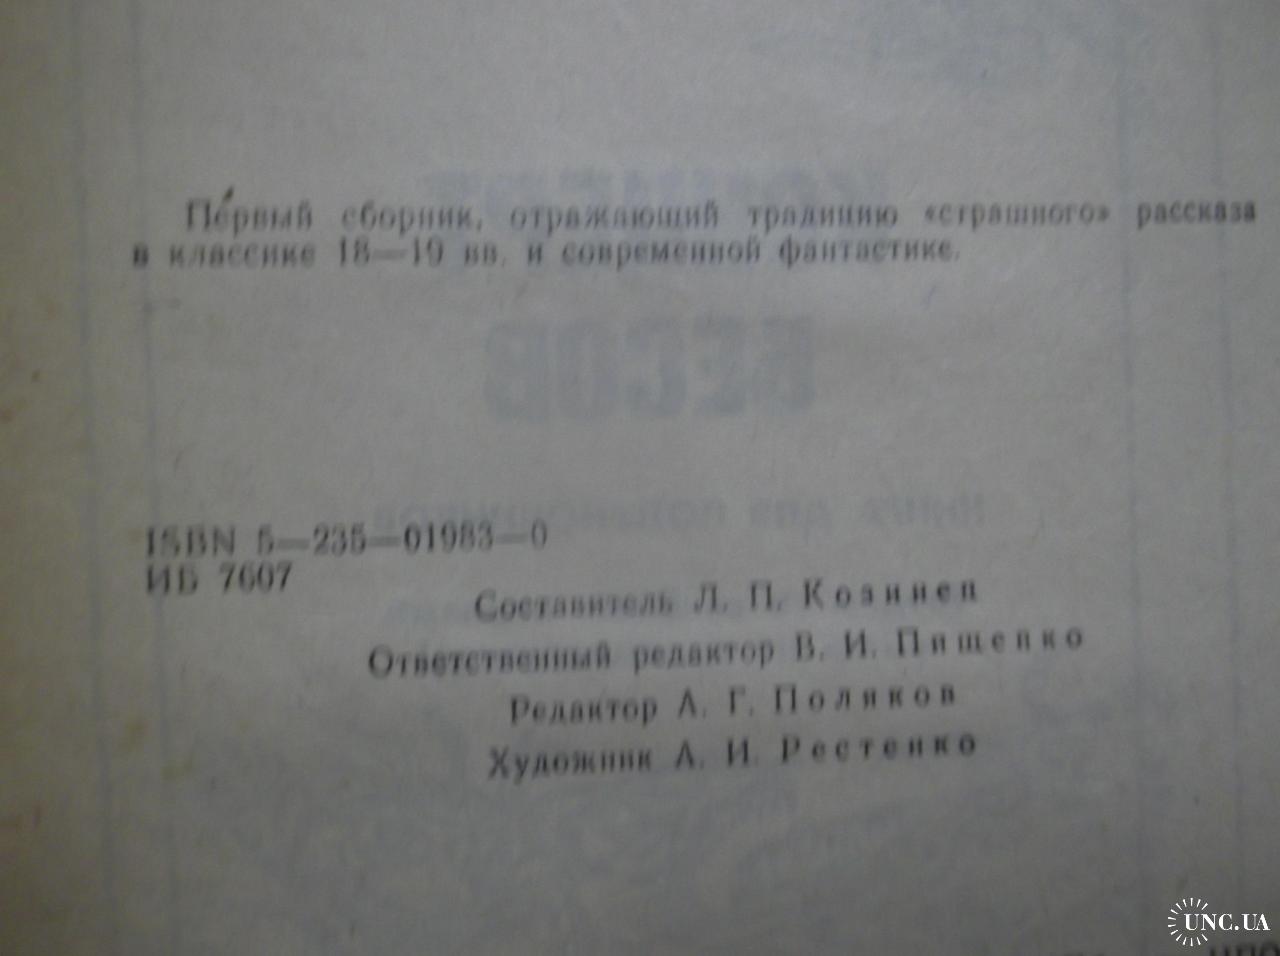 Первый сборник, отражающий традицию «страшного» рассказа
в классике 18—19 вв. и современной фантастике.
БЕСОВ
ISBN 5—235—01983—0
ИБ 7607
Составитель Л. П. Козинец
Ответственный редактор В. И. Пищенко
Редактор А. Г. Поляков
Художник А. И. Рестенко
UNC.UA